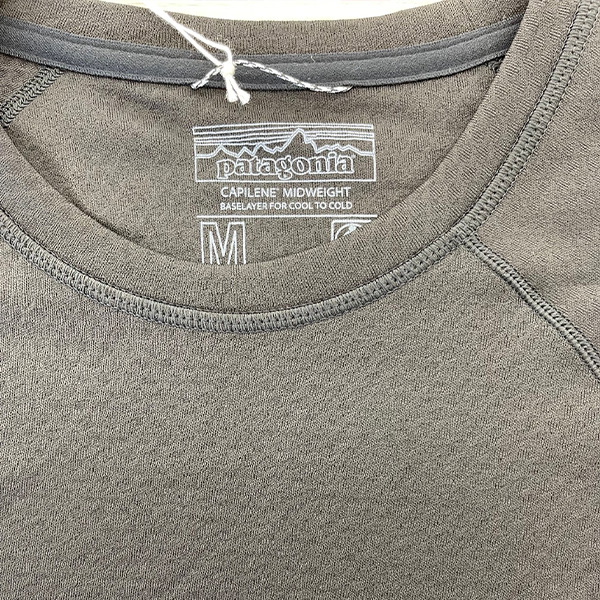 patagonia
CAPILENE® MIDWEIGHT
BASELAYER FOR COOL TO COLD
M